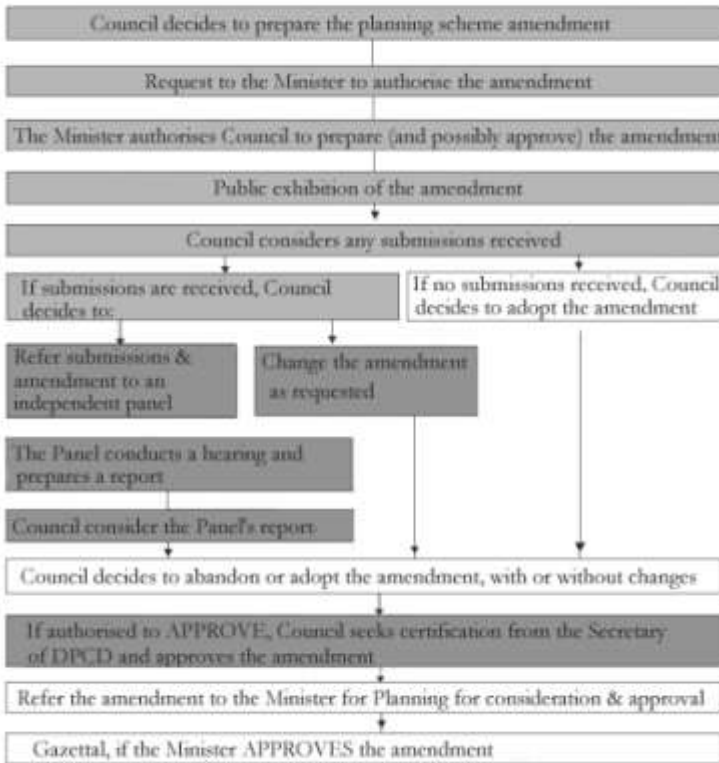 Council decides to prepare the planning scheme amendment
Request to the Minister to authorise the amendment
The Minister authorises Council to prepare (and possibly approve) the amendment
Public exhibition of the amendment
Council considers any submissions received
If submissions are received, Council
decides to:
If no submissions received, Council
decides to adopt the amendment
Refer submissions &
amendment to an
independent panel
Change the amendment
as requested
The Panel conducts a hearing and
prepares a report
Council consider the Panel's report
Council decides to abandon or adopt the amendment, with or without changes
If authorised to APPROVE, Council seeks certification from the Secretary
of DPCD and approves the amendment
Refer the amendment to the Minister for Planning for consideration & approval
Gazettal, if the Minister APPROVES the amendment